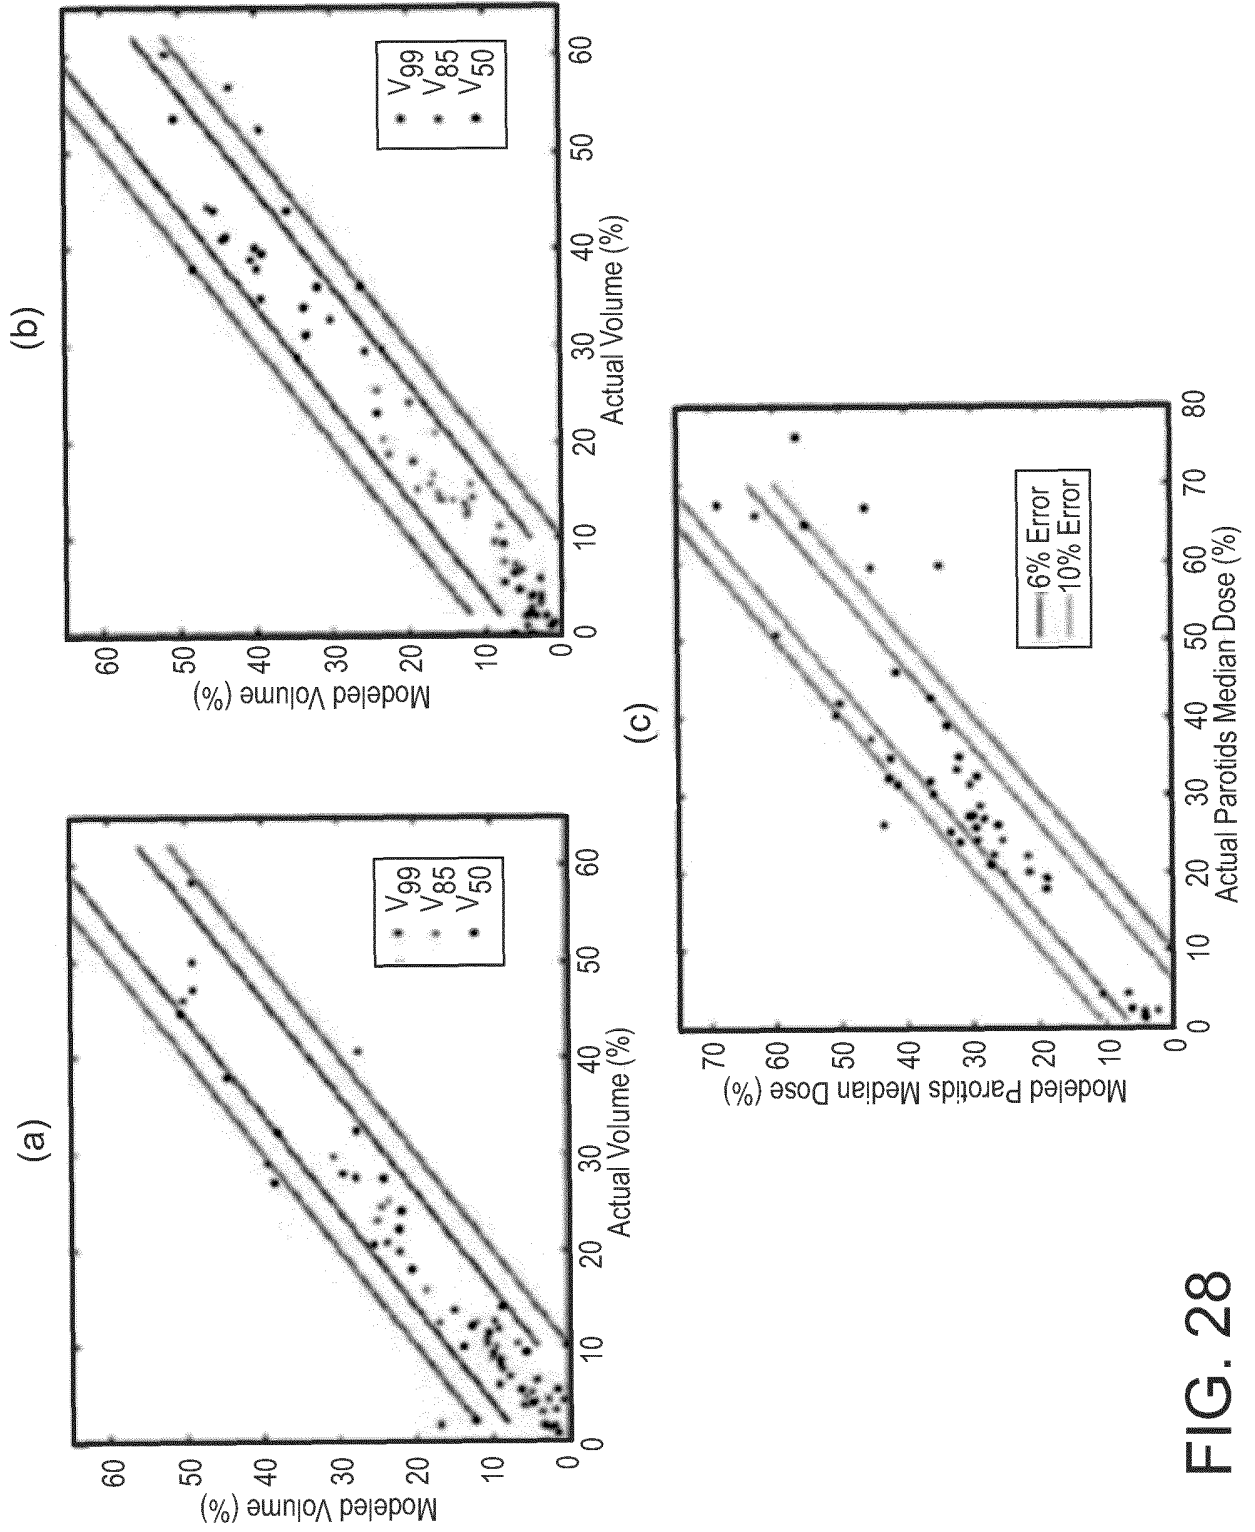 (a)
60
50
40
30
20
10
0
Modeled Volume (%)
0
10
20
30
40
50
60
Actual Volume (%)
V99
V85
V50
(b)
60
50
40
30
20
10
0
Modeled Volume (%)
0
10
20
30
40
50
60
Actual Volume (%)
V99
V85
V50
(c)
70
60
50
40
30
20
10
0
Modeled Parotids Median Dose (%)
0
10
20
30
40
50
60
70
80
Actual Parotids Median Dose (%)
6% Error
10% Error
FIG. 28